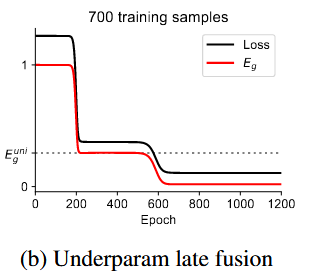 700 training samples
Loss
E_g
1
E_g^{uni}
0
0 200 400 600 800 1000 1200
Epoch
(b) Underparam late fusion